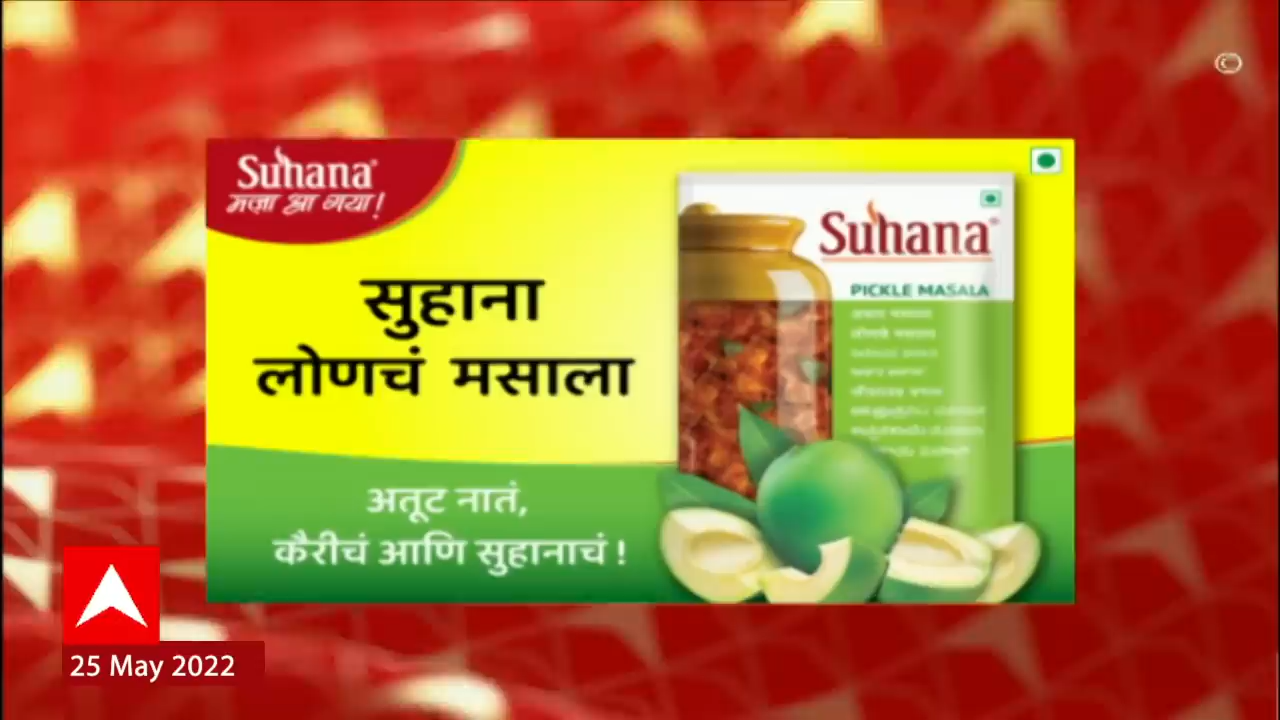 ©
Suhana®
मज़ा आ गया!
सुहाना
लोणचं मसाला
अतूट नातं,
कैरीचं आणि सुहानाचं !
Suhana®
PICKLE MASALA
25 May 2022